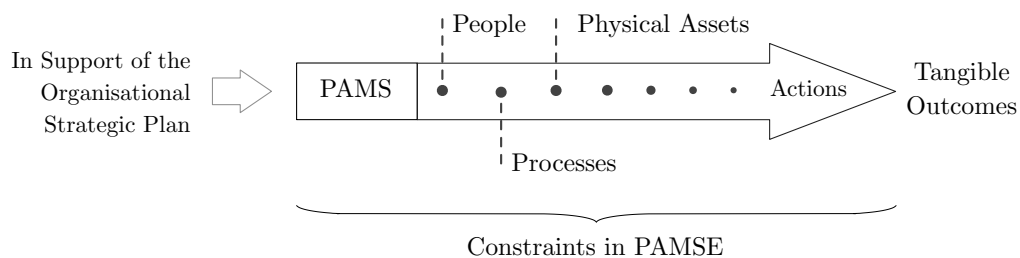 People
Physical Assets
In Support of the
Organisational
Strategic Plan
PAMS
Actions
Tangible
Outcomes
Processes
Constraints in PAMSE